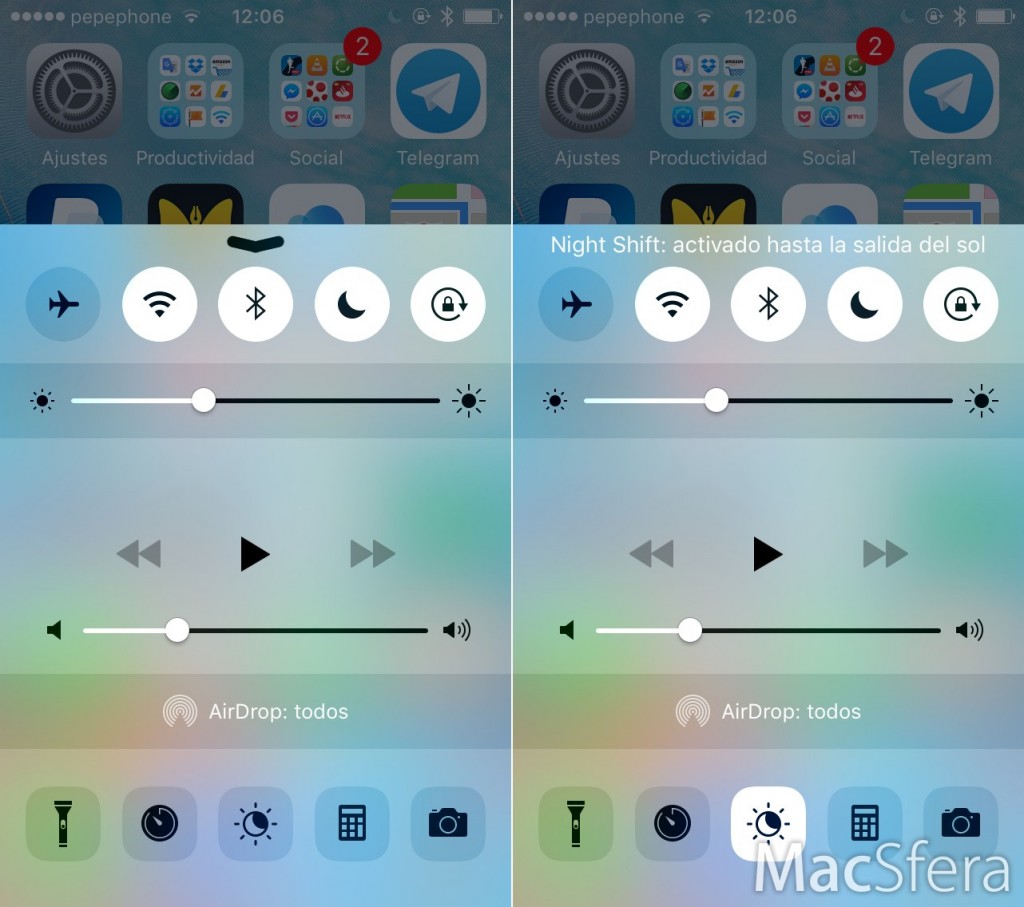 pepephone 12:06
2
Ajustes Productividad Social Telegram
AirDrop: todos
pepephone 12:06
2
Ajustes Productividad Social Telegram
Night Shift: activado hasta la salida del sol
AirDrop: todos
MacSfera